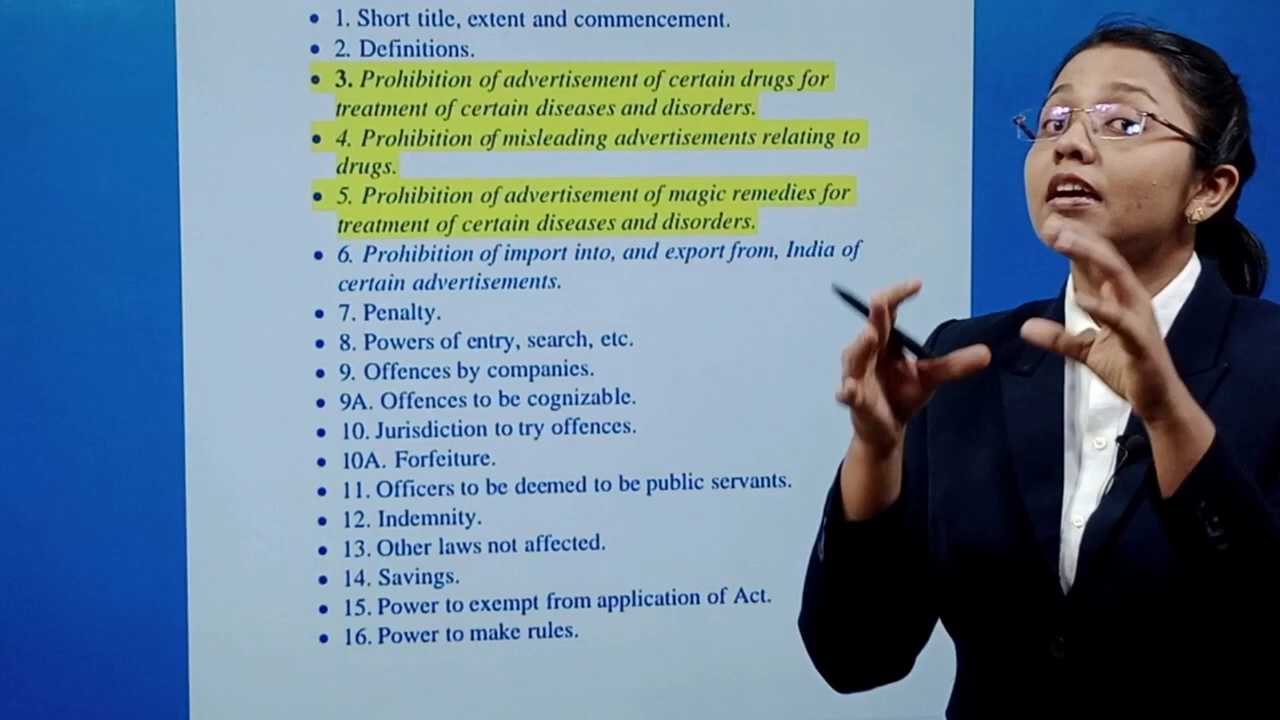 • 1. Short title, extent and commencement.
• 2. Definitions.
• 3. Prohibition of advertisement of certain drugs for
treatment of certain diseases and disorders.
• 4. Prohibition of misleading advertisements relating to
drugs.
• 5. Prohibition of advertisement of magic remedies for
treatment of certain diseases and disorders.
• 6. Prohibition of import into, and export from, India of
certain advertisements.
• 7. Penalty.
• 8. Powers of entry, search, etc.
• 9. Offences by companies.
• 9A. Offences to be cognizable.
• 10. Jurisdiction to try offences.
• 10A. Forfeiture.
• 11. Officers to be deemed to be public servants.
• 12. Indemnity.
• 13. Other laws not affected.
• 14. Savings.
• 15. Power to exempt from application of Act.
• 16. Power to make rules.